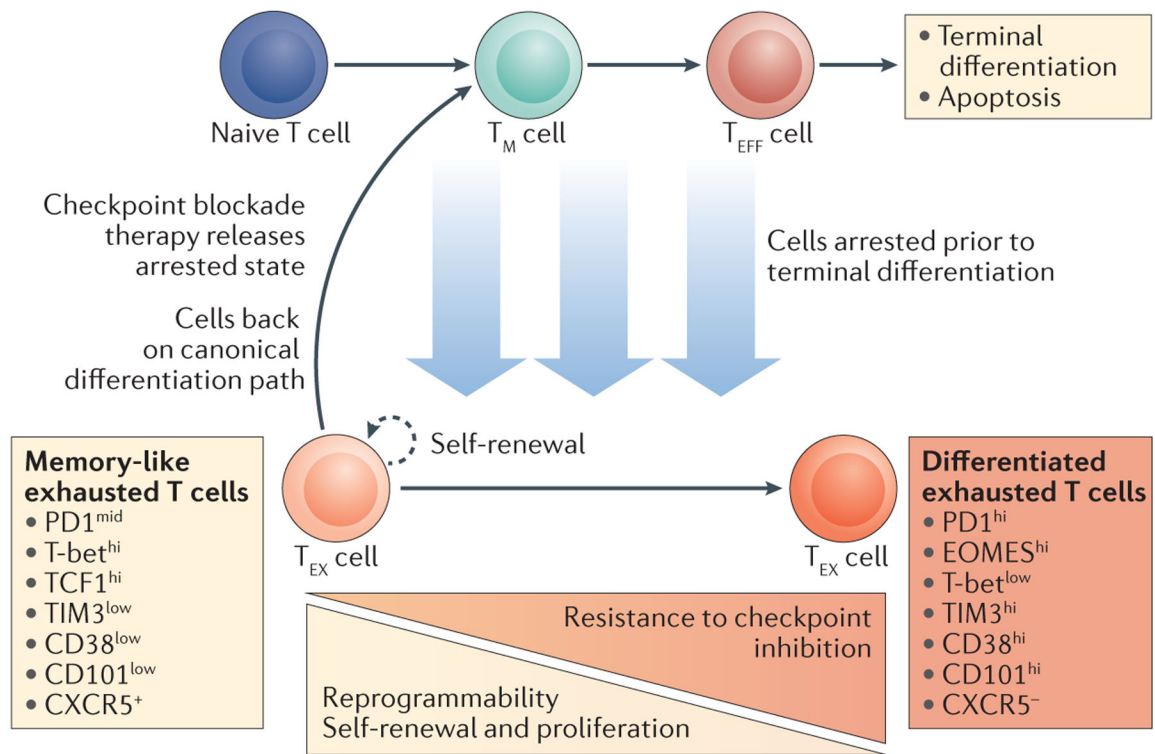 Naive T cell
T_M cell
T_EFF cell
• Terminal
differentiation
• Apoptosis
Checkpoint blockade
therapy releases
arrested state
Cells back
on canonical
differentiation path
Cells arrested prior to
terminal differentiation
Self-renewal
Memory-like
exhausted T cells
• PD1^mid
• T-bet^hi
• TCF1^hi
• TIM3^low
• CD38^low
• CD101^low
• CXCR5⁺
T_EX cell
T_EX cell
Differentiated
exhausted T cells
• PD1^hi
• EOMES^hi
• T-bet^low
• TIM3^hi
• CD38^hi
• CD101^hi
• CXCR5⁻
Resistance to checkpoint
inhibition
Reprogrammability
Self-renewal and proliferation